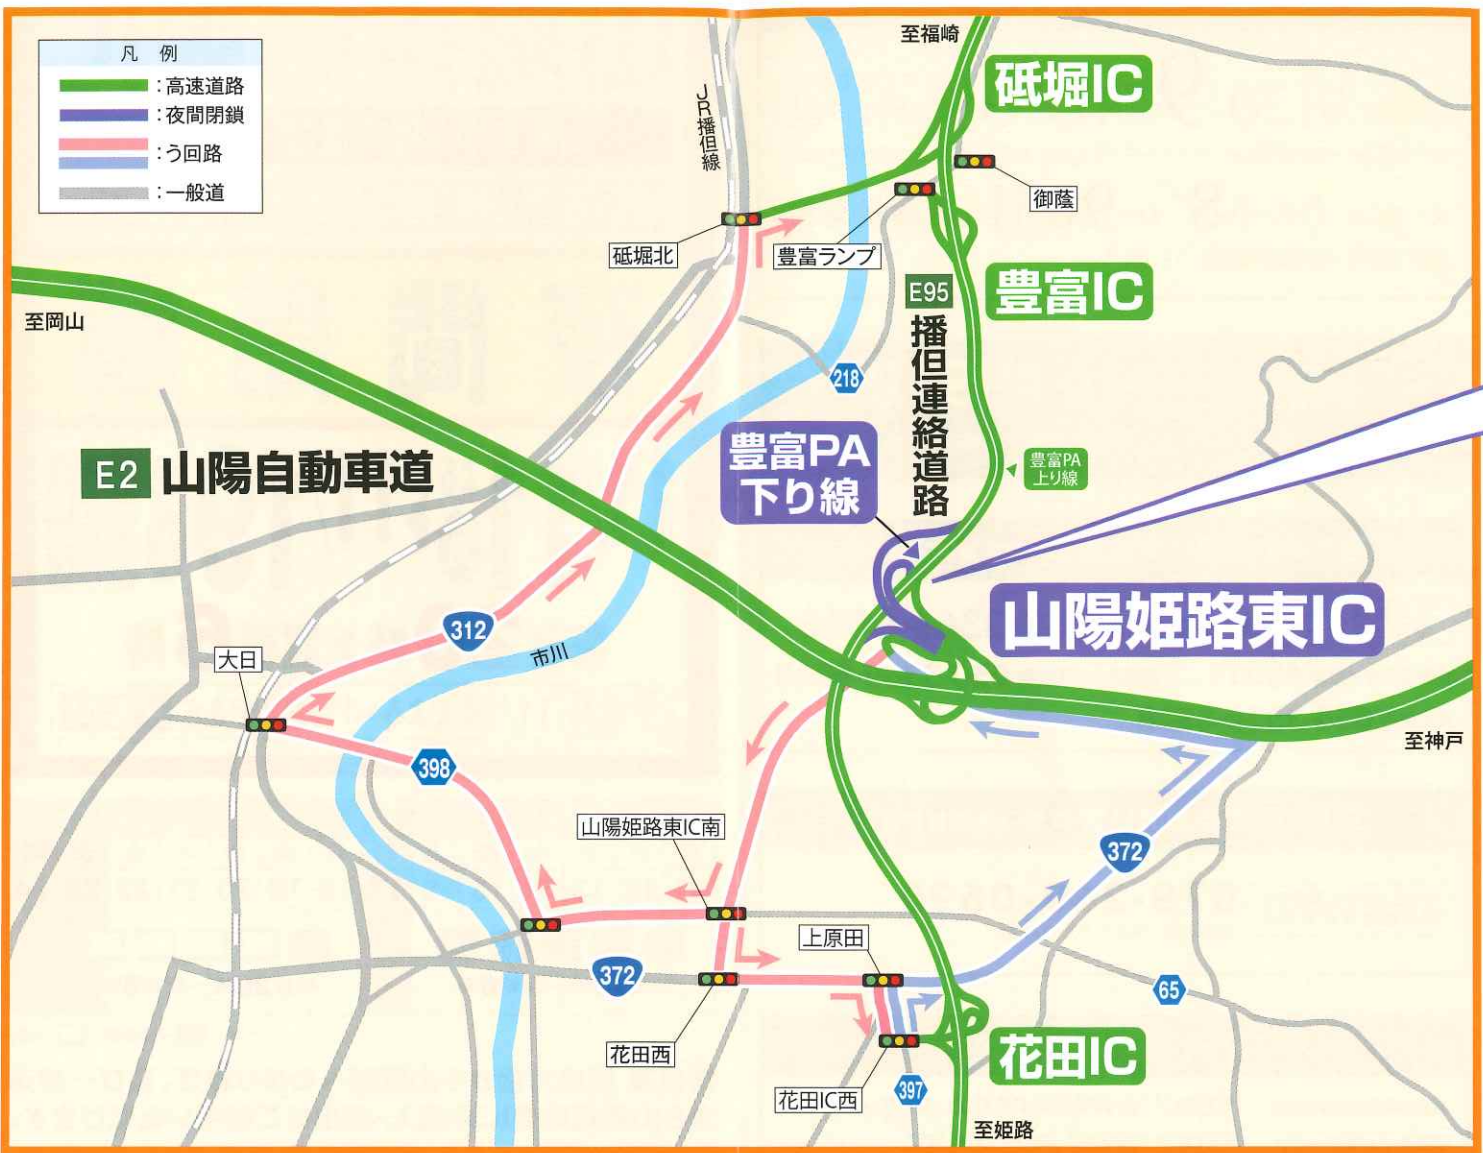 凡 例
:高速道路
:夜間閉鎖
:う回路
:一般道
至福崎
砥堀IC
JR播但線
御蔭
砥堀北
豊富ランプ
豊富IC
E95
播但連絡道路
至岡山
218
E2 山陽自動車道
豊富PA
下り線
豊富PA
上り線
山陽姫路東IC
312
市川
大日
至神戸
398
山陽姫路東IC南
372
上原田
372
65
花田西
花田IC
花田IC西
397
至姫路